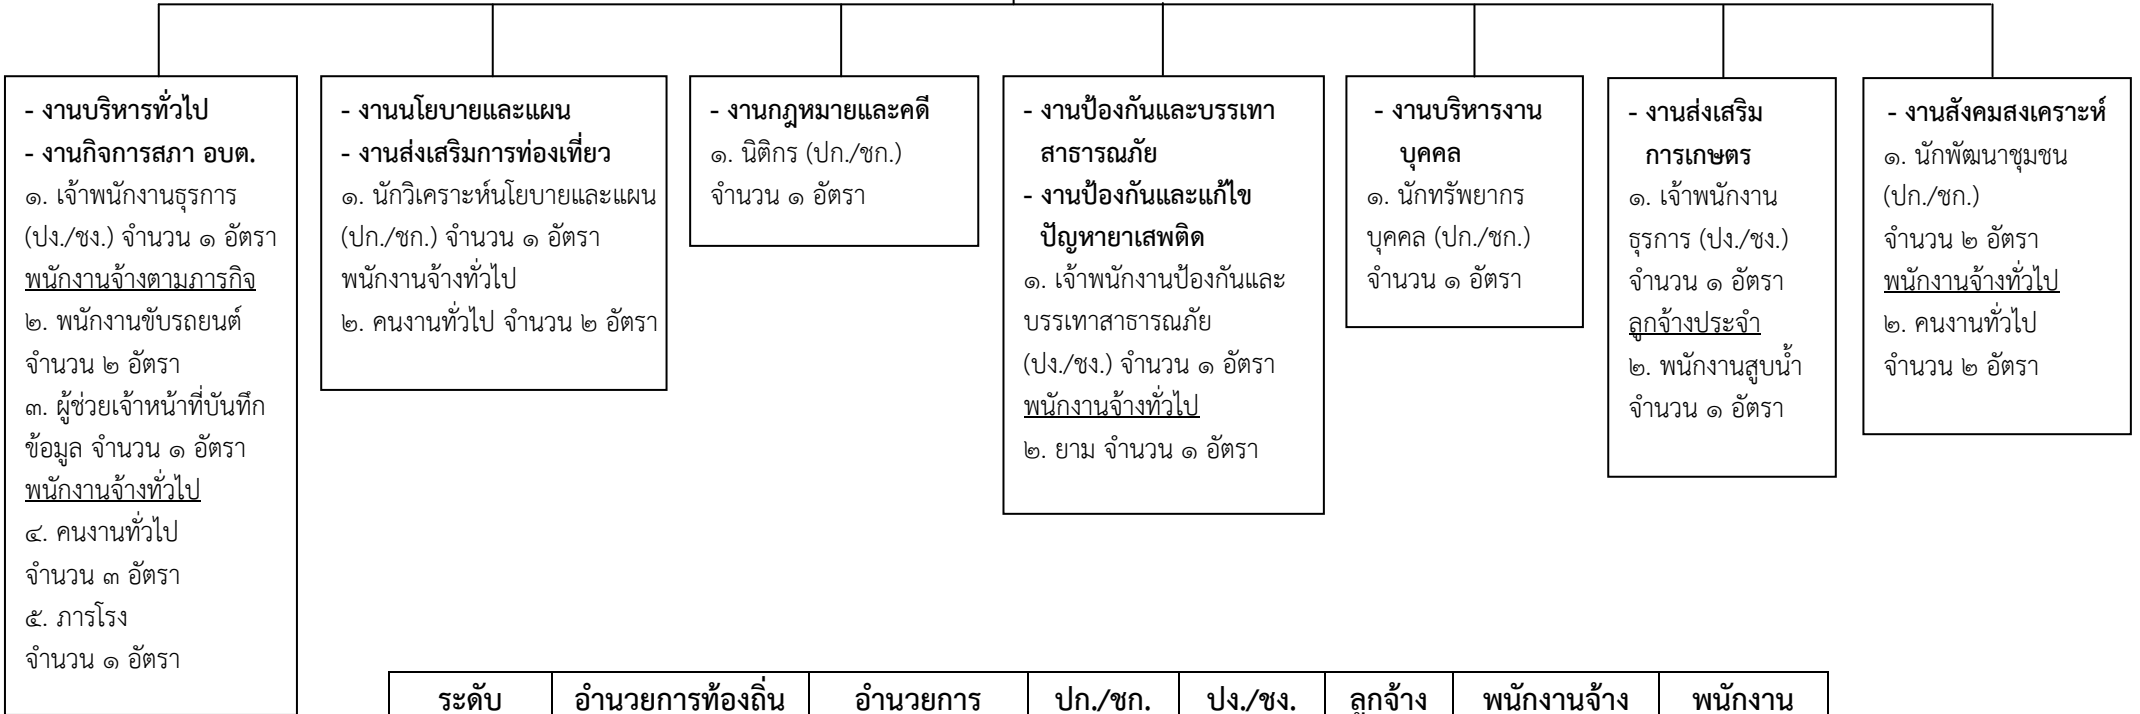 - งานบริหารทั่วไป
- งานกิจการสภา อบต.
๑. เจ้าพนักงานธุรการ
(ปง./ชง.) จำนวน ๑ อัตรา
พนักงานจ้างตามภารกิจ
๒. พนักงานขับรถยนต์
จำนวน ๒ อัตรา
๓. ผู้ช่วยเจ้าหน้าที่บันทึก
ข้อมูล จำนวน ๑ อัตรา
พนักงานจ้างทั่วไป
๔. คนงานทั่วไป
จำนวน ๓ อัตรา
๕. ภารโรง
จำนวน ๑ อัตรา
- งานนโยบายและแผน
- งานส่งเสริมการท่องเที่ยว
๑. นักวิเคราะห์นโยบายและแผน
(ปก./ชก.) จำนวน ๑ อัตรา
พนักงานจ้างทั่วไป
๒. คนงานทั่วไป จำนวน ๒ อัตรา
- งานกฎหมายและคดี
๑. นิติกร (ปก./ชก.)
จำนวน ๑ อัตรา
- งานป้องกันและบรรเทา
สาธารณภัย
- งานป้องกันและแก้ไข
ปัญหายาเสพติด
๑. เจ้าพนักงานป้องกันและ
บรรเทาสาธารณภัย
(ปง./ชง.) จำนวน ๑ อัตรา
พนักงานจ้างทั่วไป
๒. ยาม จำนวน ๑ อัตรา
- งานบริหารงาน
บุคคล
๑. นักทรัพยากร
บุคคล (ปก./ชก.)
จำนวน ๑ อัตรา
- งานส่งเสริม
การเกษตร
๑. เจ้าพนักงาน
ธุรการ (ปง./ชง.)
จำนวน ๑ อัตรา
ลูกจ้างประจำ
๒. พนักงานสูบน้ำ
จำนวน ๑ อัตรา
- งานสังคมสงเคราะห์
๑. นักพัฒนาชุมชน
(ปก./ชก.)
จำนวน ๒ อัตรา
พนักงานจ้างทั่วไป
๒. คนงานทั่วไป
จำนวน ๒ อัตรา
ระดับ อำนวยการท้องถิ่น อำนวยการ ปก./ชก. ปง./ชง. ลูกจ้าง พนักงานจ้าง พนักงาน